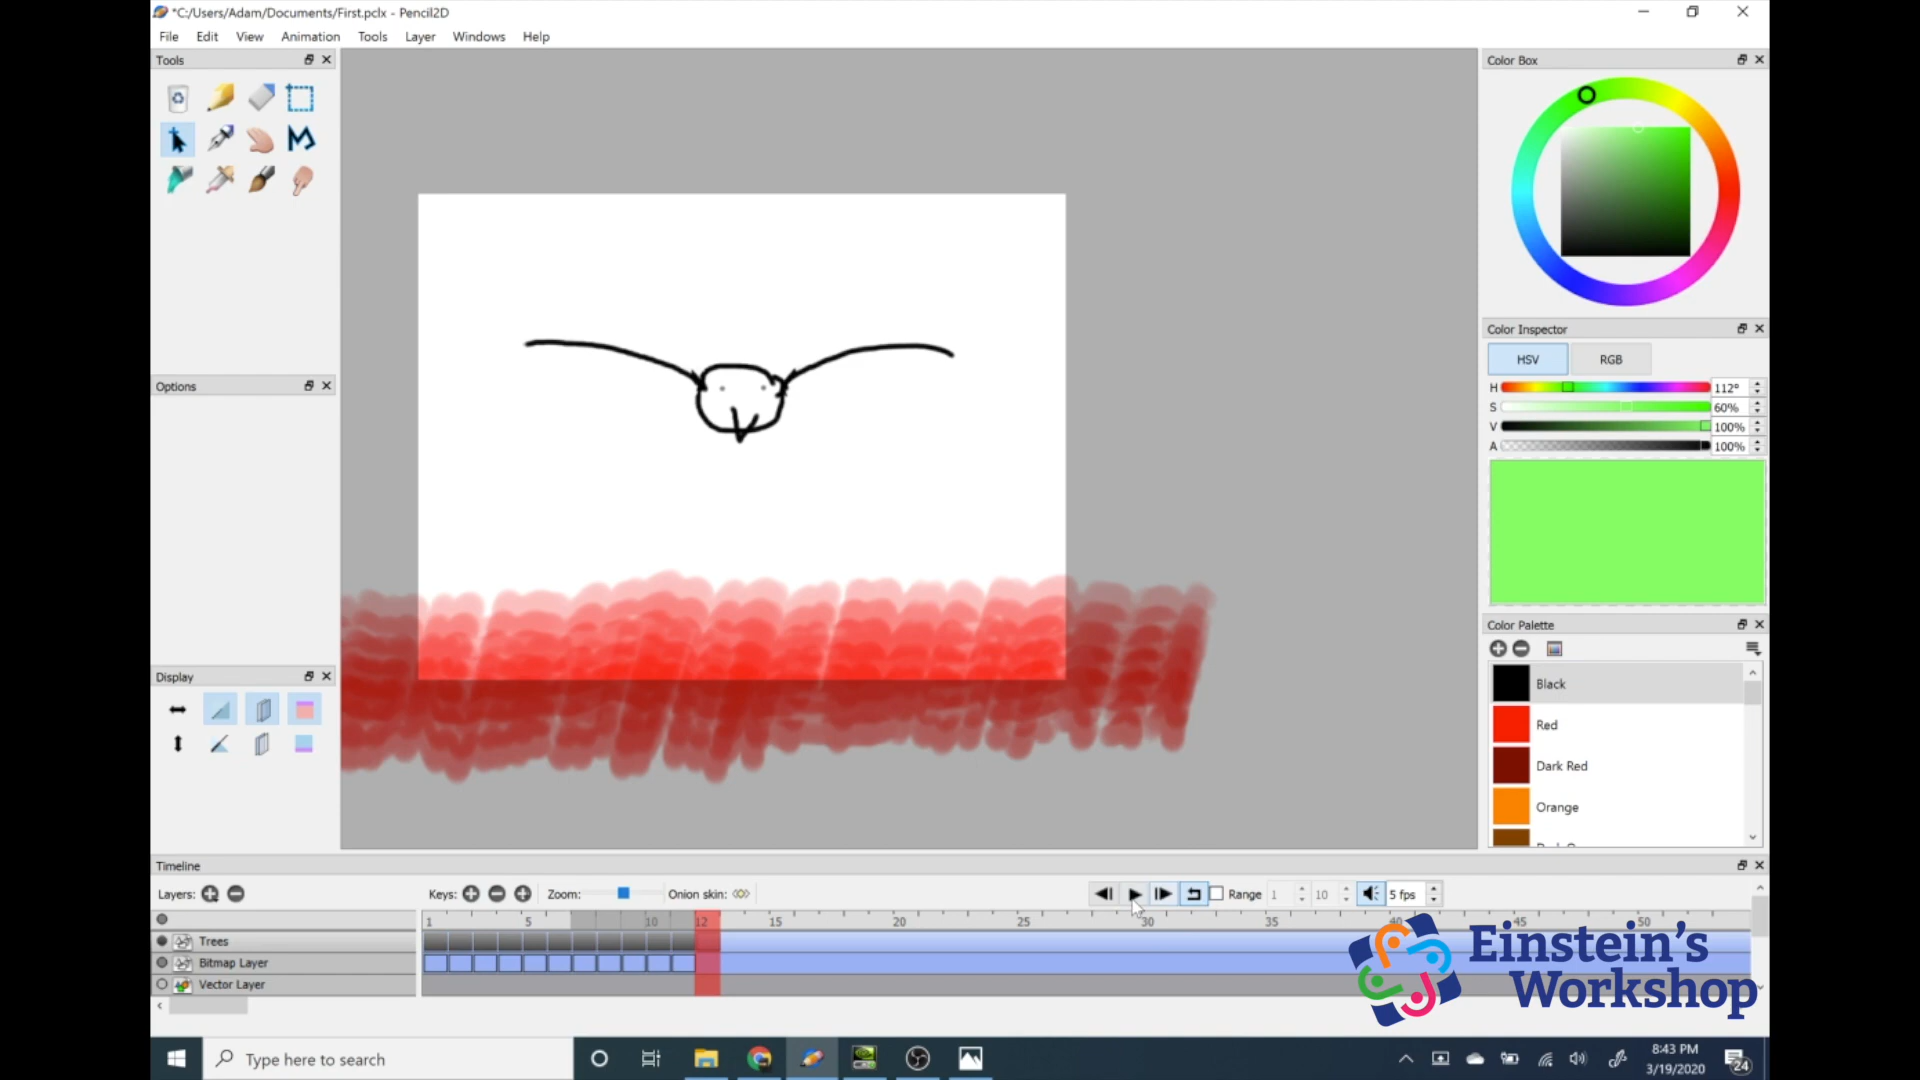 *C:/Users/Adam/Documents/First.pclx - Pencil2D
File Edit View Animation Tools Layer Windows Help
Tools
Color Box
Color Inspector
HSV RGB
H 112°
S 60%
V 100%
A 100%
Options
Color Palette
Black
Red
Dark Red
Orange
Display
Timeline
Layers: Keys: Zoom: Onion skin: Range 1 10 5 fps
1 5 10 12 15 20 25 30 35 40 45 50
Trees
Bitmap Layer
Vector Layer
Einstein's
Workshop
Type here to search
8:43 PM
3/19/2020
24